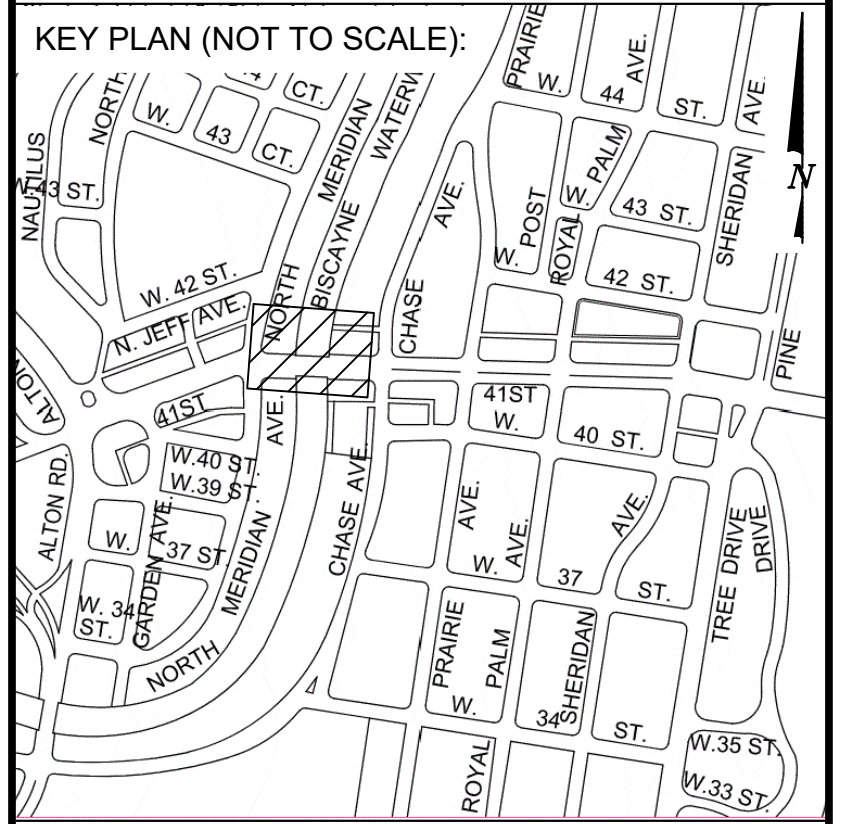 KEY PLAN (NOT TO SCALE):
N
PRAIRIE
W. 44 ST.
AVE.
AVE.
NORTH
W. 43 CT.
CT.
MERIDIAN
NAUTILUS
W.43 ST.
PALM
SHERIDAN
AVE.
POST
W.
W. 43 ST.
ROYAL
42 ST.
BISCAYNE
NORTH
CHASE
W. 42 ST.
N. JEFF AVE.
PINE
ALTON
41ST
41ST
W. 40 ST.
AVE.
W.40 ST.
W.39 ST.
CHASE AVE.
ALTON RD.
GARDEN AVE.
W. 37 ST.
MERIDIAN
AVE.
AVE.
AVE.
W. 37 ST.
TREE DRIVE
DRIVE
W. 34
ST.
NORTH
PRAIRIE
PALM
SHERIDAN
W. 34 ST.
ROYAL
W.35 ST.
W.33 ST.